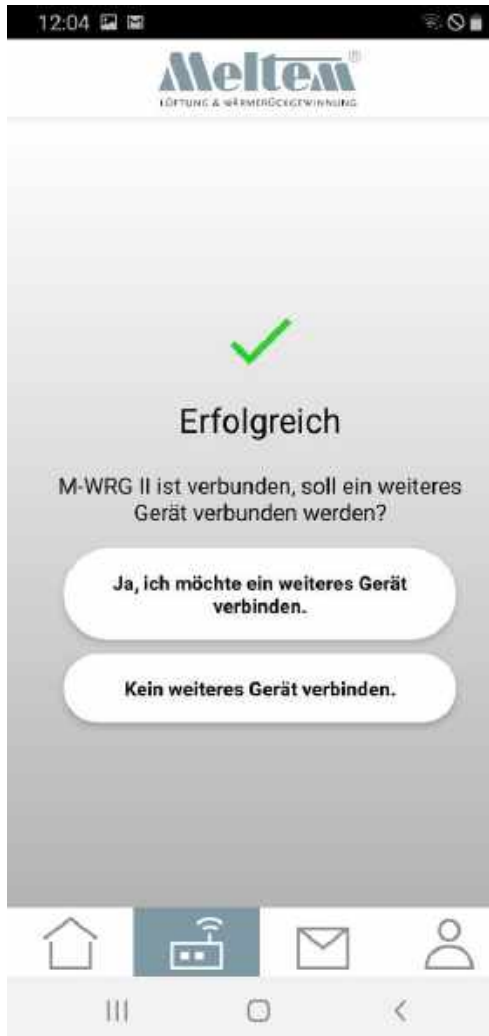 12:04
Meltem®
LÜFTUNG & WÄRMERÜCKGEWINNUNG
Erfolgreich
M-WRG II ist verbunden, soll ein weiteres
Gerät verbunden werden?
Ja, ich möchte ein weiteres Gerät
verbinden.
Kein weiteres Gerät verbinden.